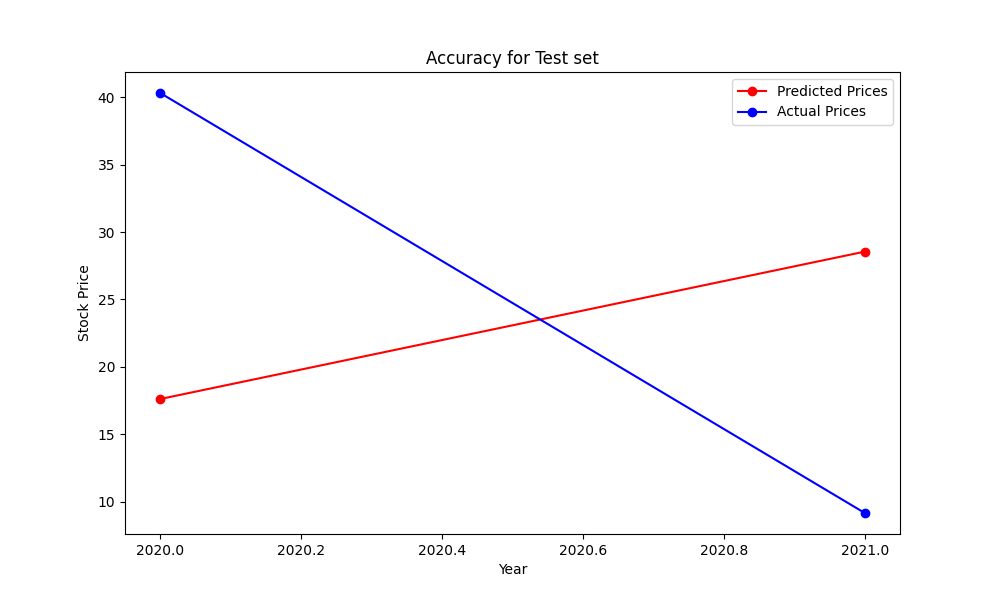 Accuracy for Test set
Predicted Prices
Actual Prices
Stock Price
40
35
30
25
20
15
10
2020.0
2020.2
2020.4
2020.6
2020.8
2021.0
Year